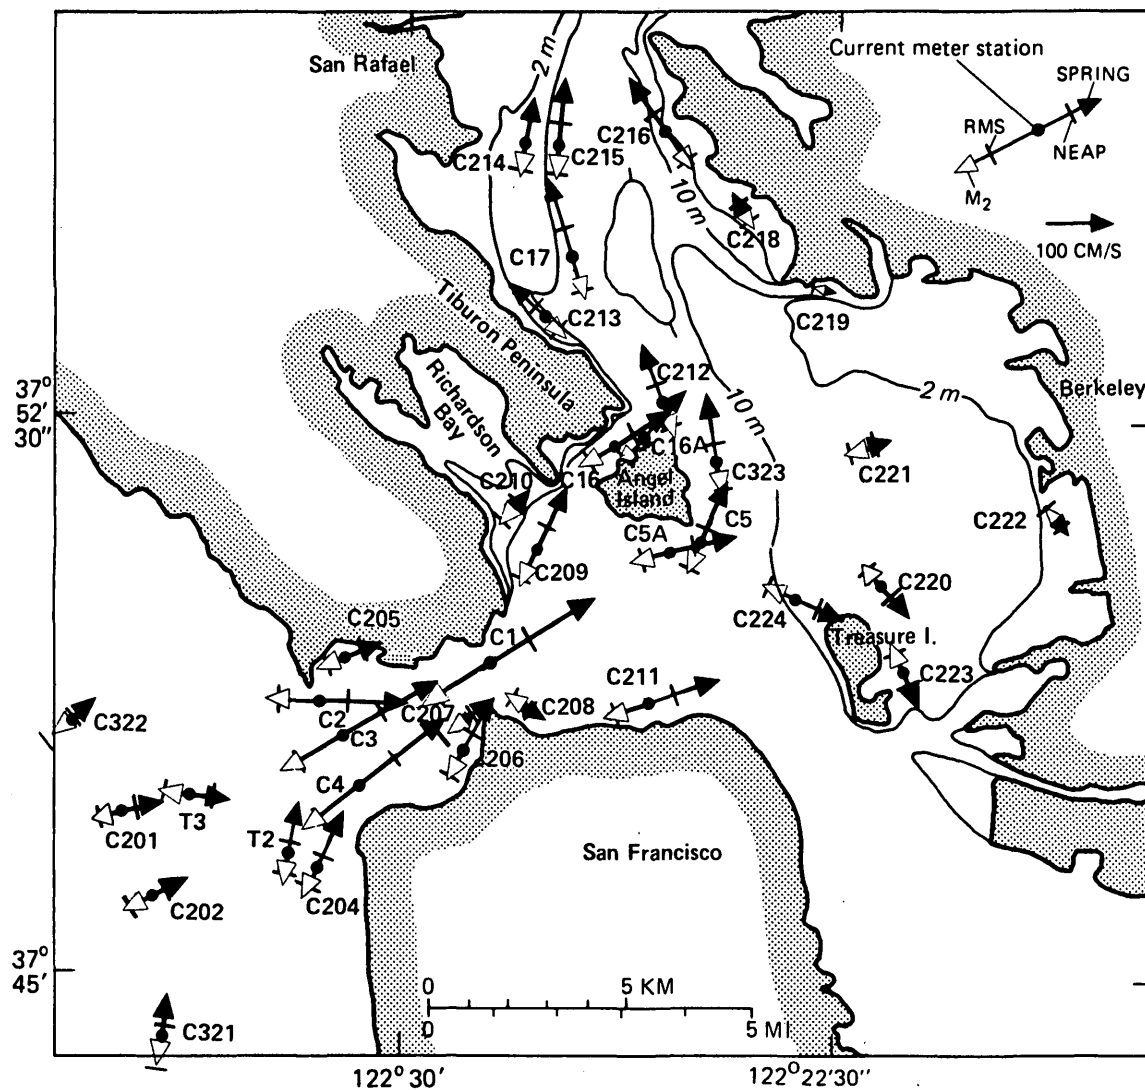 San Rafael
2 m
Current meter station
SPRING
RMS
NEAP
M2
100 CM/S
C216
C214
C215
10 m
C218
C17
C219
C213
Tiburon Peninsula
Richardson
Bay
37°
52'
30"
C212
10 m
2 m
Berkeley
C16A
C221
C210
C16
Angel
Island
C323
C222
C5
C5A
C209
C220
C224
Treasure I.
C205
C1
C223
C211
C2
C207
C208
C322
C3
C206
C4
C201
T3
T2
San Francisco
C204
C202
37°
45'
0
5 KM
0
5 MI
C321
122° 30'
122° 22'30"